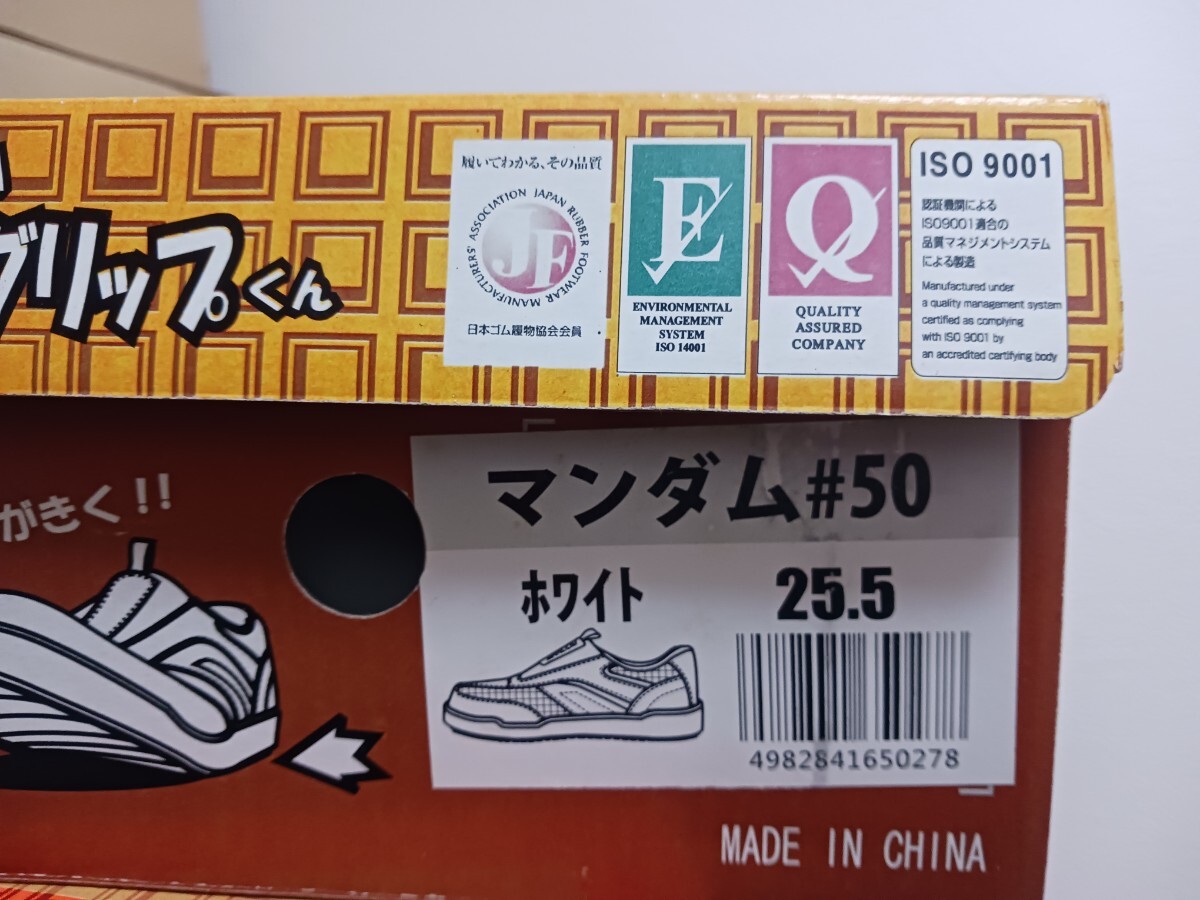 グリップくん
履いてわかる、その品質
JAPAN RUBBER FOOTWEAR MANUFACTURERS' ASSOCIATION
JF
日本ゴム履物協会会員
E
ENVIRONMENTAL
MANAGEMENT
SYSTEM
ISO 14001
Q
QUALITY
ASSURED
COMPANY
ISO 9001
認証機関による
ISO9001適合の
品質マネジメントシステム
による製造
Manufactured under
a quality management system
certified as complying
with ISO 9001 by
an accredited certifying body
がきく!!
マンダム#50
ホワイト 25.5
4982841650278
MADE IN CHINA